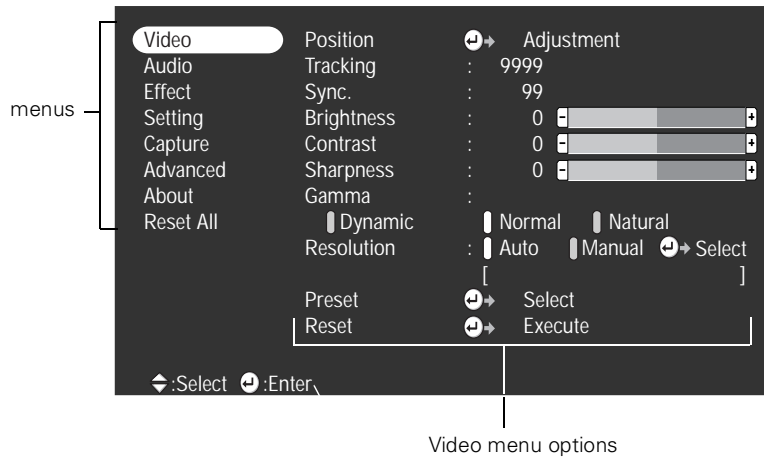 menus
Video Position Adjustment
Audio Tracking : 9999
Effect Sync. : 99
Setting Brightness : 0 - +
Capture Contrast : 0 - +
Advanced Sharpness : 0 - +
About Gamma :
Reset All Dynamic Normal Natural
Resolution : Auto Manual Select
[ ]
Preset Select
Reset Execute
:Select :Enter
Video menu options